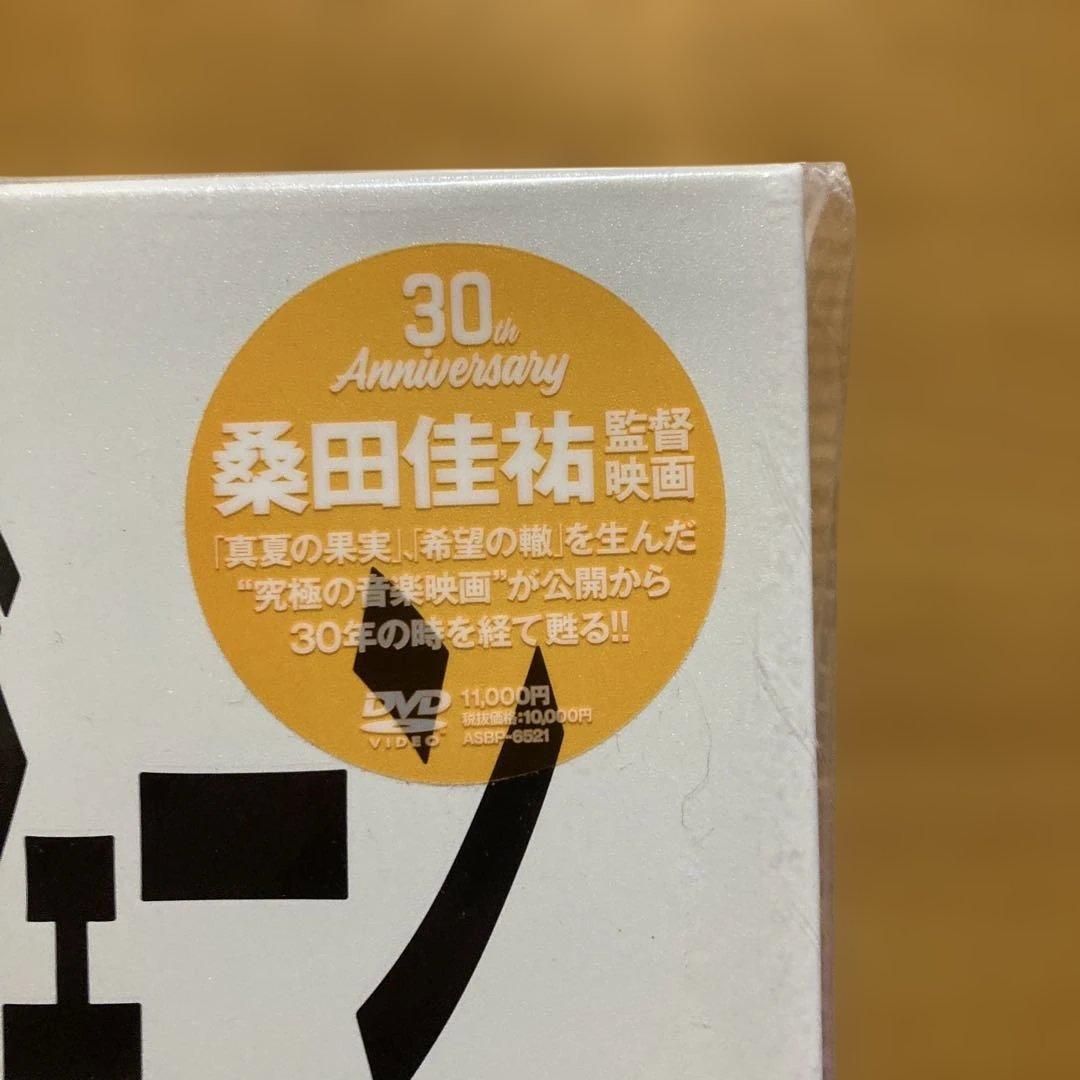 30th
Anniversary
桑田佳祐 監督映画
「真夏の果実」、「希望の轍」を生んだ
“究極の音楽映画”が公開から
30年の時を経て甦る!!
DVD VIDEO
11,000円
税抜価格:10,000円
ASBP-6521
ン